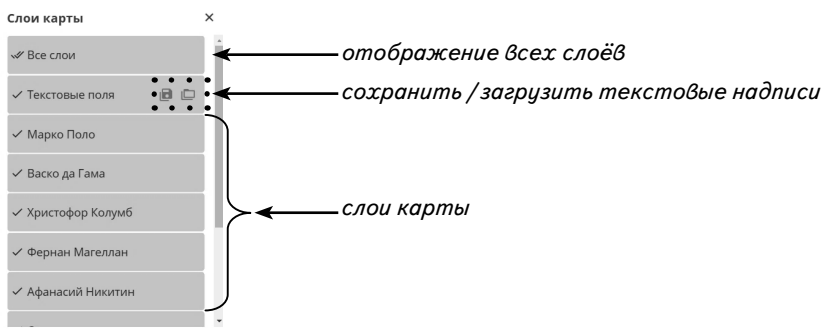 Слои карты
Все слои
отображение всех слоёв
Текстовые поля
сохранить / загрузить текстовые надписи
Марко Поло
Васко да Гама
Христофор Колумб
слои карты
Фернан Магеллан
Афанасий Никитин